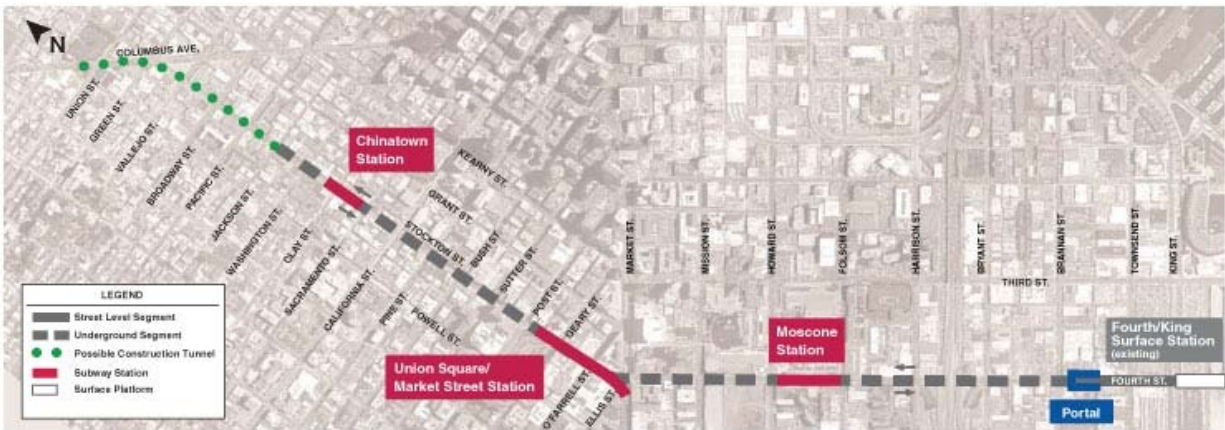 N
COLUMBUS AVE.
UNION ST.
GREEN ST.
VALLEJO ST.
BROADWAY ST.
PACIFIC ST.
JACKSON ST.
WASHINGTON ST.
CLAY ST.
SACRAMENTO ST.
CALIFORNIA ST.
PINE ST.
POWELL ST.
Chinatown
Station
KEARNY ST.
GRANT ST.
STOCKTON ST.
BUSH ST.
SUTTER ST.
POST ST.
GEARY ST.
O'FARRELL ST.
ELLIS ST.
Union Square/
Market Street Station
MARKET ST.
MISSION ST.
HOWARD ST.
FOLSOM ST.
HARRISON ST.
BRYANT ST.
BRANNAN ST.
TOWNSEND ST.
KING ST.
THIRD ST.
Moscone
Station
Fourth/King
Surface Station
(existing)
FOURTH ST.
Portal
LEGEND
Street Level Segment
Underground Segment
Possible Construction Tunnel
Subway Station
Surface Platform